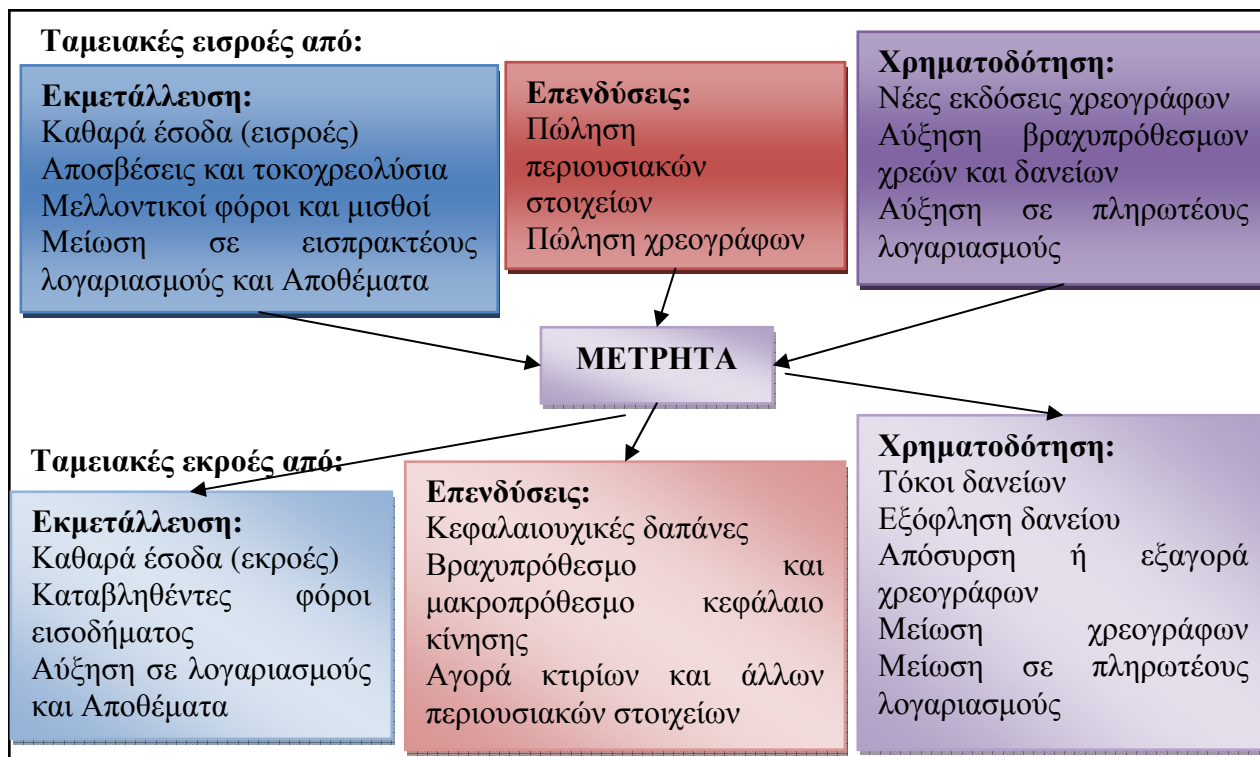 Ταμειακές εισροές από:
Εκμετάλλευση:
Καθαρά έσοδα (εισροές)
Αποσβέσεις και τοκοχρεολύσια
Μελλοντικοί φόροι και μισθοί
Μείωση σε εισπρακτέους
λογαριασμούς και Αποθέματα
Επενδύσεις:
Πώληση
περιουσιακών
στοιχείων
Πώληση χρεογράφων
Χρηματοδότηση:
Νέες εκδόσεις χρεογράφων
Αύξηση βραχυπρόθεσμων
χρεών και δανείων
Αύξηση σε πληρωτέους
λογαριασμούς
ΜΕΤΡΗΤΑ
Ταμειακές εκροές από:
Εκμετάλλευση:
Καθαρά έσοδα (εκροές)
Καταβληθέντες φόροι
εισοδήματος
Αύξηση σε λογαριασμούς
και Αποθέματα
Επενδύσεις:
Κεφαλαιουχικές δαπάνες
Βραχυπρόθεσμο και
μακροπρόθεσμο κεφάλαιο
κίνησης
Αγορά κτιρίων και άλλων
περιουσιακών στοιχείων
Χρηματοδότηση:
Τόκοι δανείων
Εξόφληση δανείου
Απόσυρση ή εξαγορά
χρεογράφων
Μείωση χρεογράφων
Μείωση σε πληρωτέους
λογαριασμούς